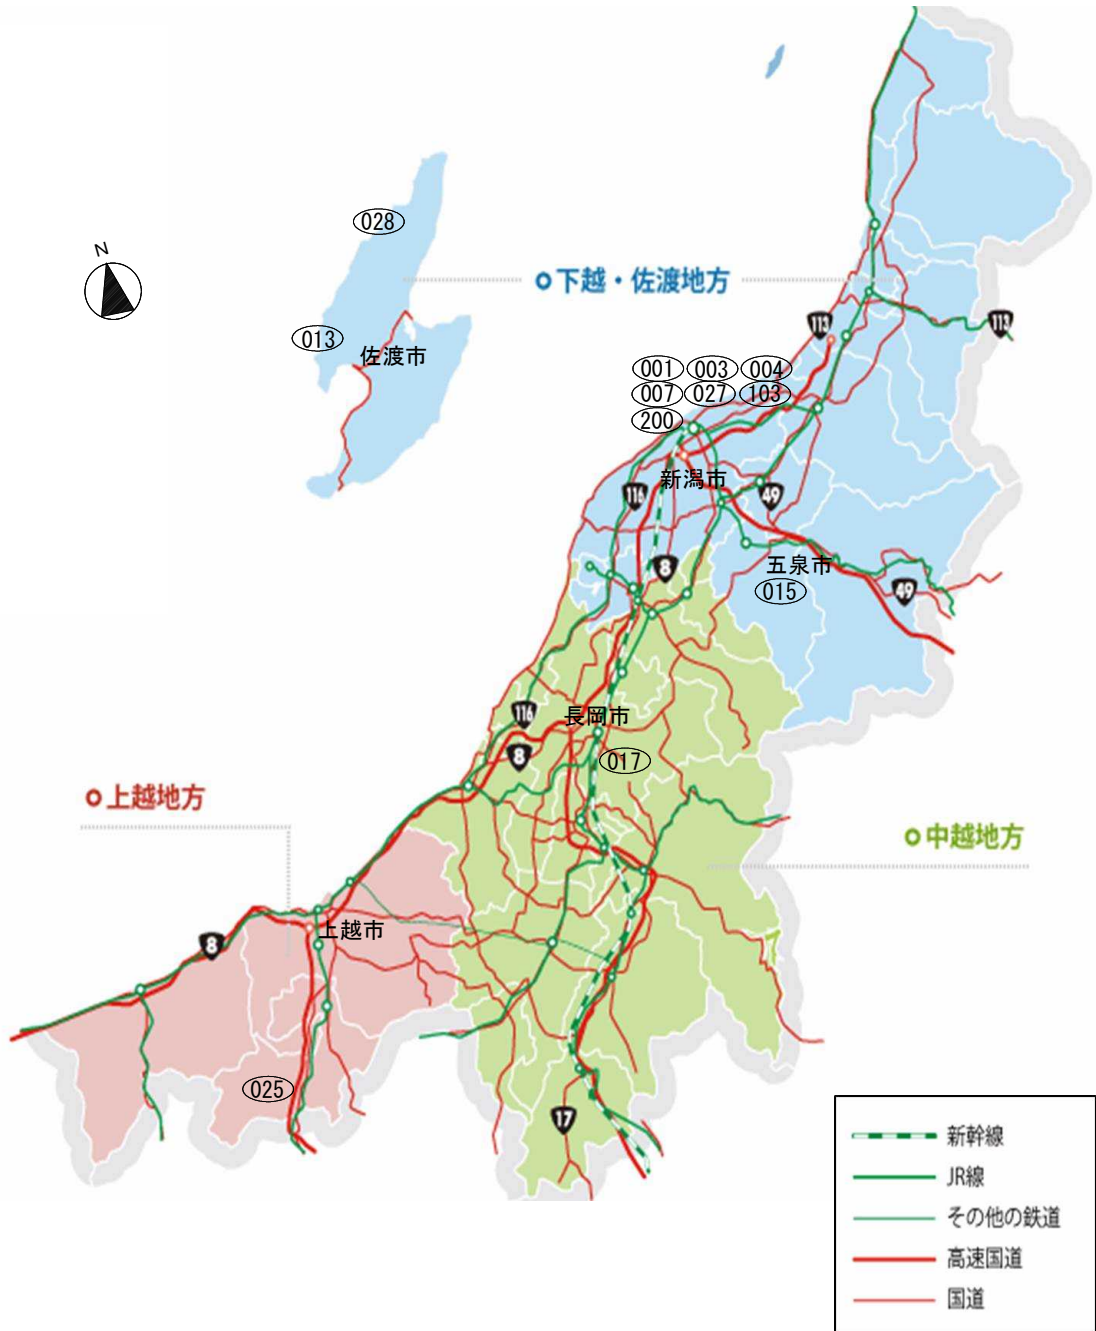 N
028
下越・佐渡地方
013
佐渡市
113
113
001 003 004
007 027 103
200
新潟市
116
49
8
五泉市
015
49
116
長岡市
8
017
上越地方
中越地方
上越市
8
025
17
新幹線
JR線
その他の鉄道
高速国道
国道